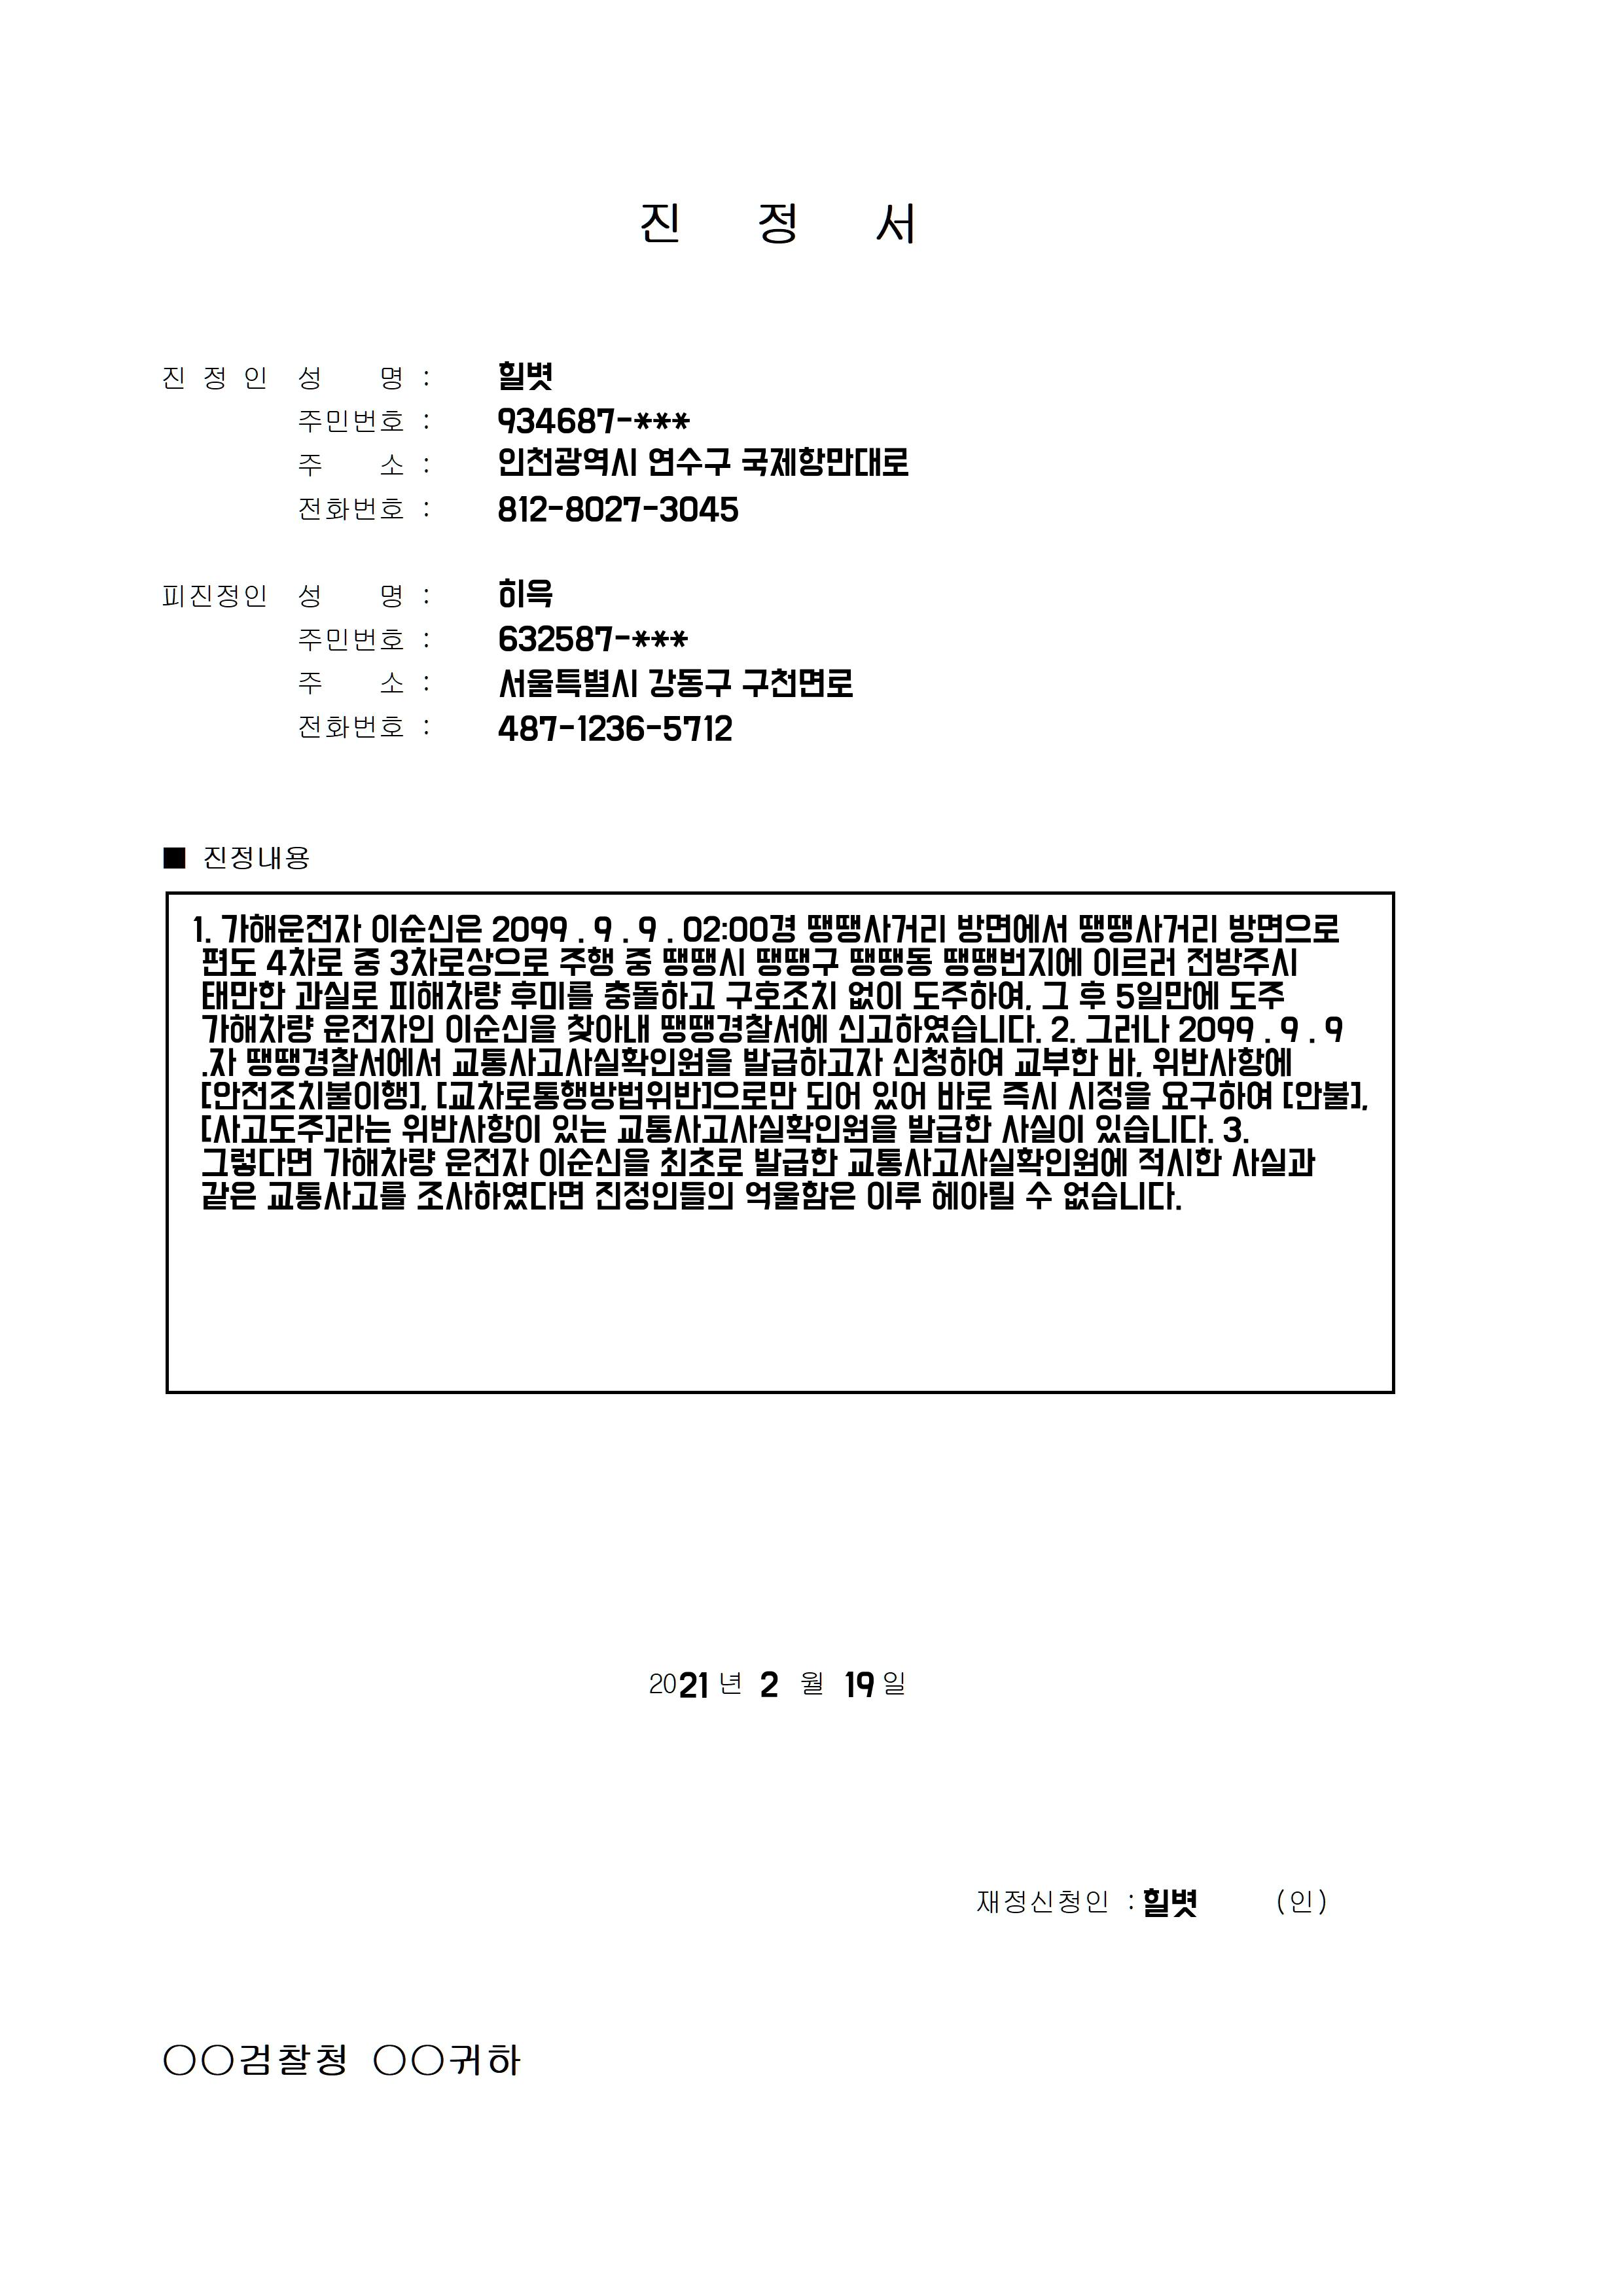 진 정 서
진 정 인 성 명 : 힐볏
주민번호 : 934687-***
주 소 : 인천광역시 연수구 국제항만대로
전화번호 : 812-8027-3045
피진정인 성 명 : 히윽
주민번호 : 632587-***
주 소 : 서울특별시 강동구 구천면로
전화번호 : 487-1236-5712
■ 진정내용
1. 가해운전자 이순신은 2099 . 9 . 9 . 02:00경 땡땡사거리 방면에서 땡땡사거리 방면으로
편도 4차로 중 3차로상으로 주행 중 땡땡시 땡땡구 땡땡동 땡땡번지에 이르러 전방주시
태만한 과실로 피해차량 후미를 충돌하고 구호조치 없이 도주하여, 그 후 5일만에 도주
가해차량 운전자인 이순신을 찾아내 땡땡경찰서에 신고하였습니다. 2. 그러나 2099 . 9 . 9
.자 땡땡경찰서에서 교통사고사실확인원을 발급하고자 신청하여 교부한 바, 위반사항에
[안전조치불이행], [교차로통행방법위반]으로만 되어 있어 바로 즉시 시정을 요구하여 [안불],
[사고도주]라는 위반사항이 있는 교통사고사실확인원을 발급한 사실이 있습니다. 3.
그렇다면 가해차량 운전자 이순신을 최초로 발급한 교통사고사실확인원에 적시한 사실과
같은 교통사고를 조사하였다면 진정인들의 억울함은 이루 헤아릴 수 없습니다.
2021 년 2 월 19 일
재정신청인 : 힐볏 (인)
○○검찰청 ○○귀하